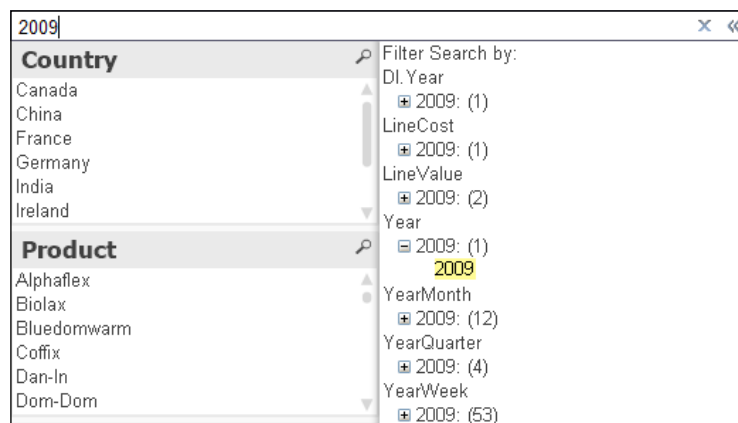 2009
Country
Canada
China
France
Germany
India
Ireland
Product
Alphaflex
Biolax
Bluedomwarm
Coffix
Dan-In
Dom-Dom
Filter Search by:
DI.Year
2009: (1)
LineCost
2009: (1)
LineValue
2009: (2)
Year
2009: (1)
2009
YearMonth
2009: (12)
YearQuarter
2009: (4)
YearWeek
2009: (53)